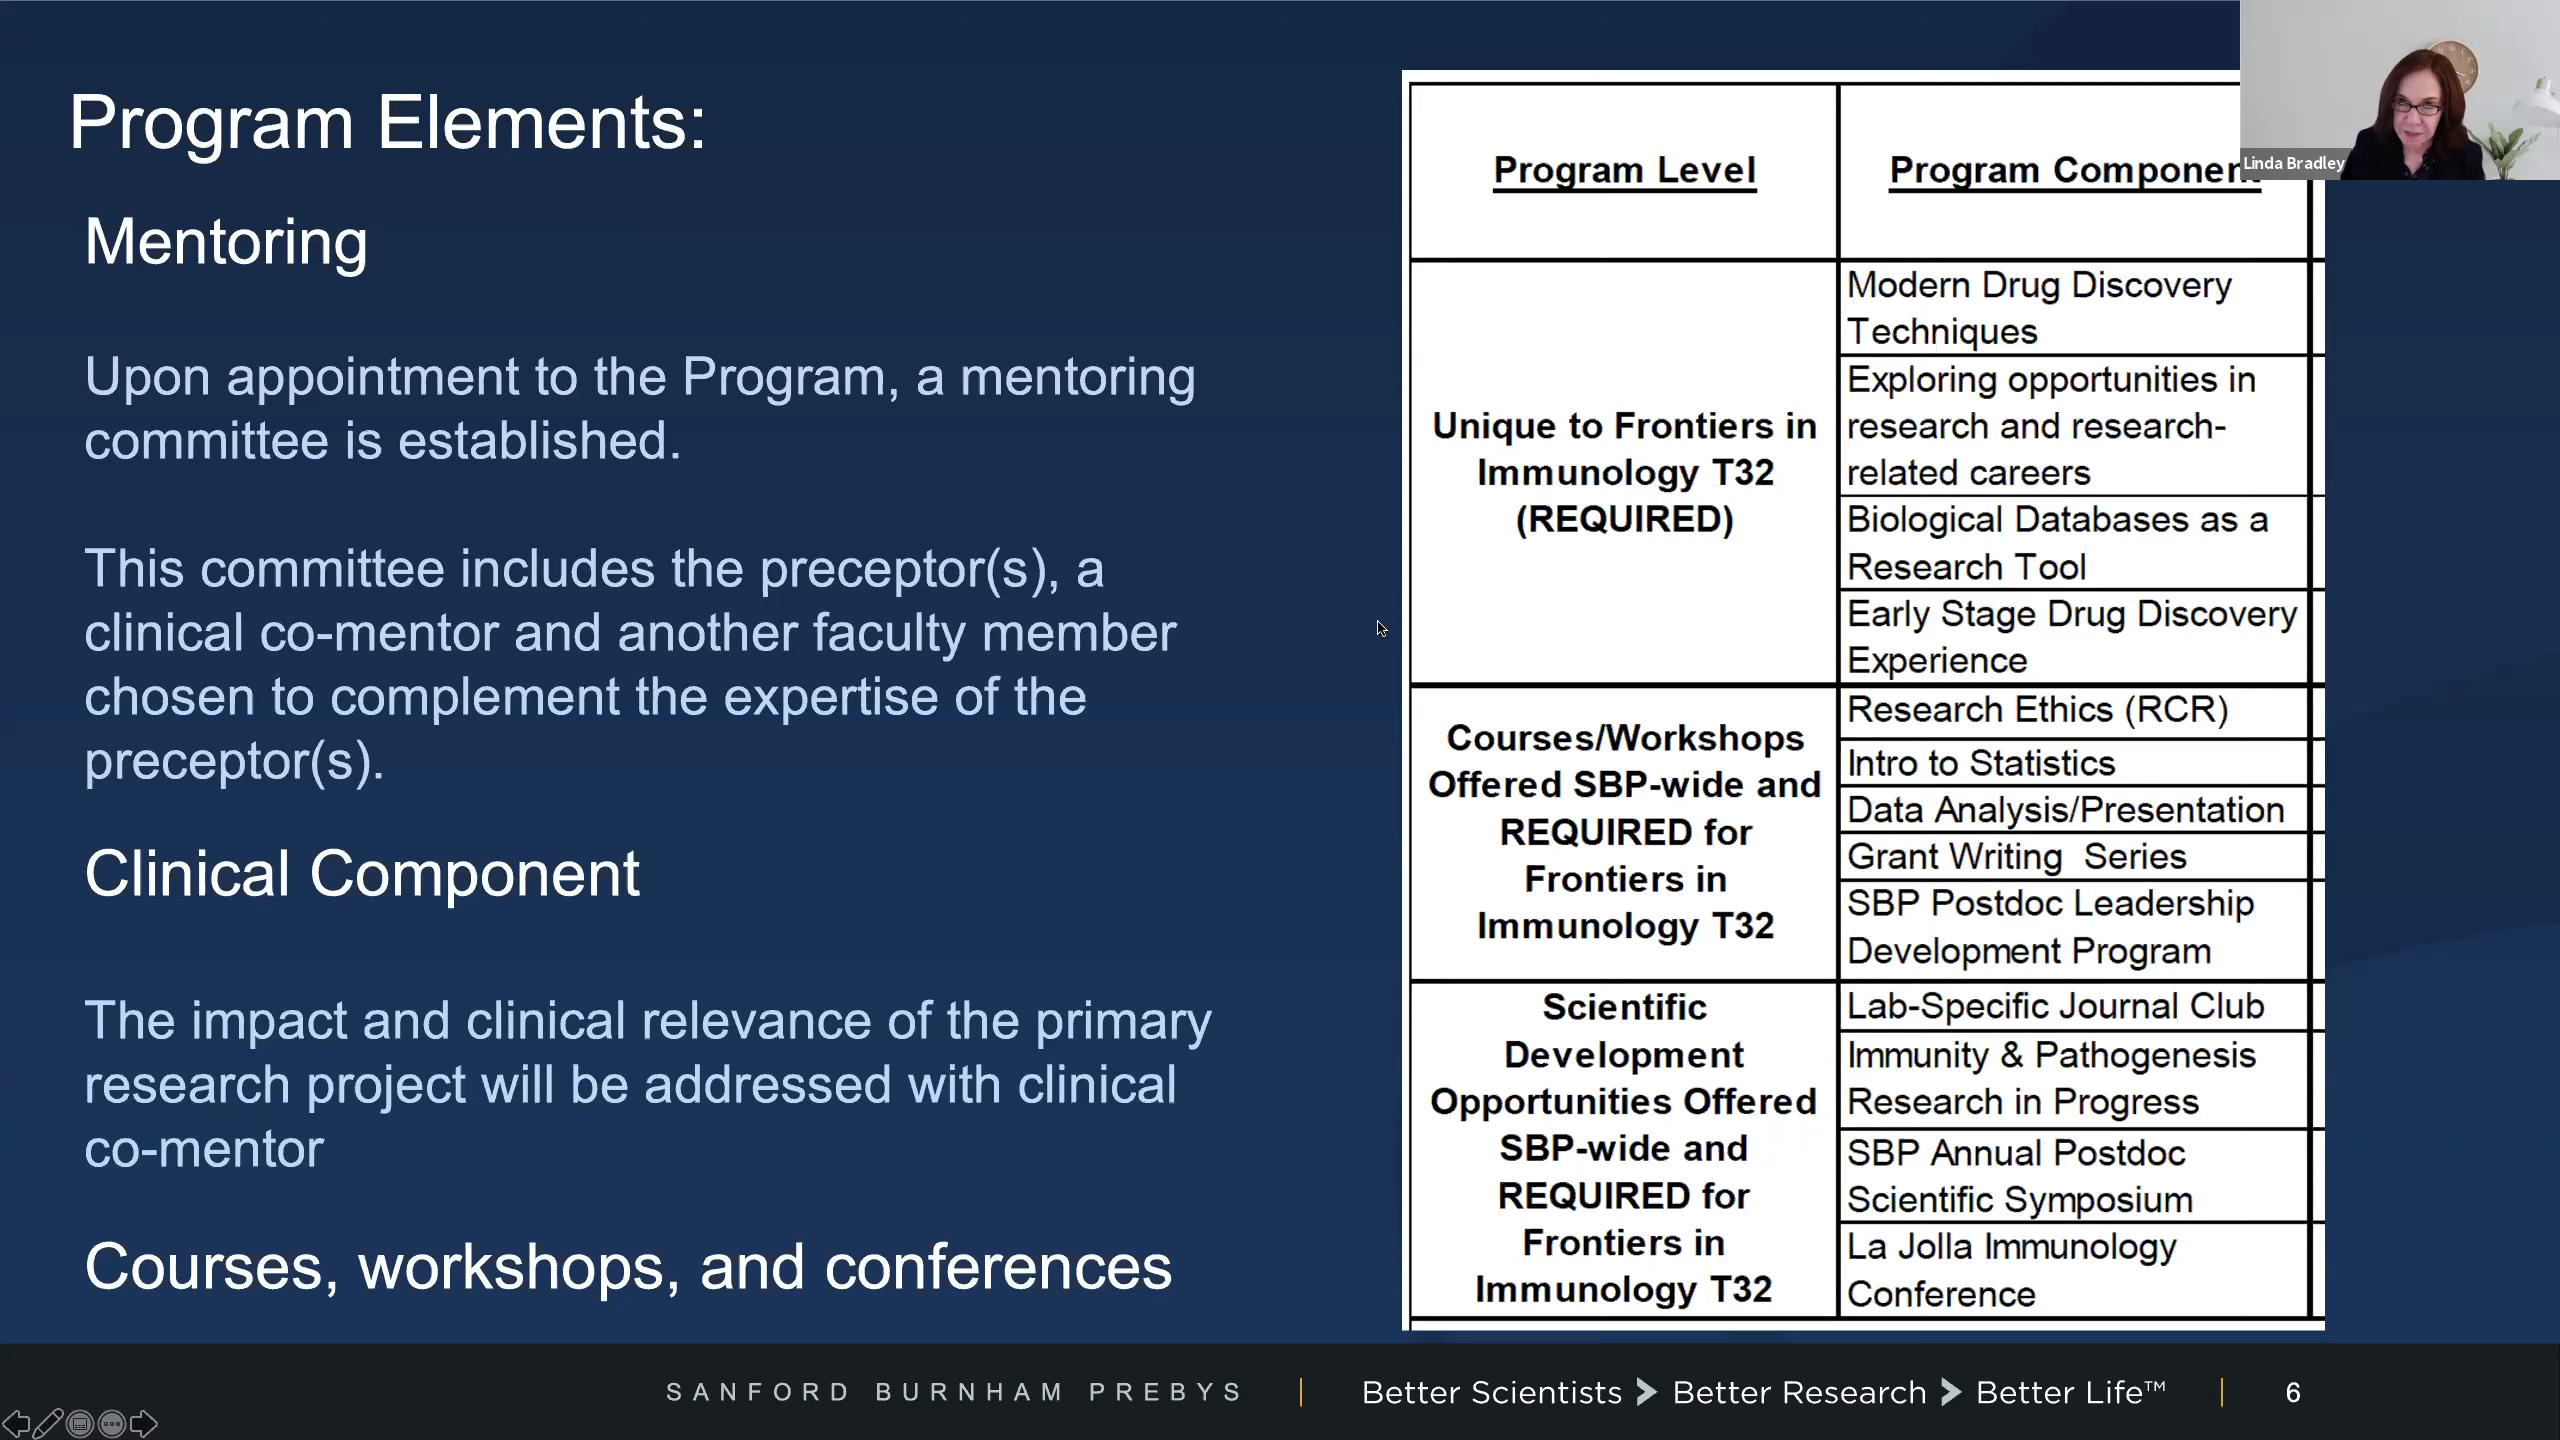 Program Elements:
Mentoring
Upon appointment to the Program, a mentoring
committee is established.
This committee includes the preceptor(s), a
clinical co-mentor and another faculty member
chosen to complement the expertise of the
preceptor(s).
Clinical Component
The impact and clinical relevance of the primary
research project will be addressed with clinical
co-mentor
Courses, workshops, and conferences
Program Level
Program Component
Unique to Frontiers in
Immunology T32
(REQUIRED)
Modern Drug Discovery
Techniques
Exploring opportunities in
research and research-
related careers
Biological Databases as a
Research Tool
Early Stage Drug Discovery
Experience
Courses/Workshops
Offered SBP-wide and
REQUIRED for
Frontiers in
Immunology T32
Research Ethics (RCR)
Intro to Statistics
Data Analysis/Presentation
Grant Writing  Series
SBP Postdoc Leadership
Development Program
Scientific
Development
Opportunities Offered
SBP-wide and
REQUIRED for
Frontiers in
Immunology T32
Lab-Specific Journal Club
Immunity & Pathogenesis
Research in Progress
SBP Annual Postdoc
Scientific Symposium
La Jolla Immunology
Conference
Linda Bradley
SANFORD BURNHAM PREBYS | Better Scientists > Better Research > Better Life™ | 6